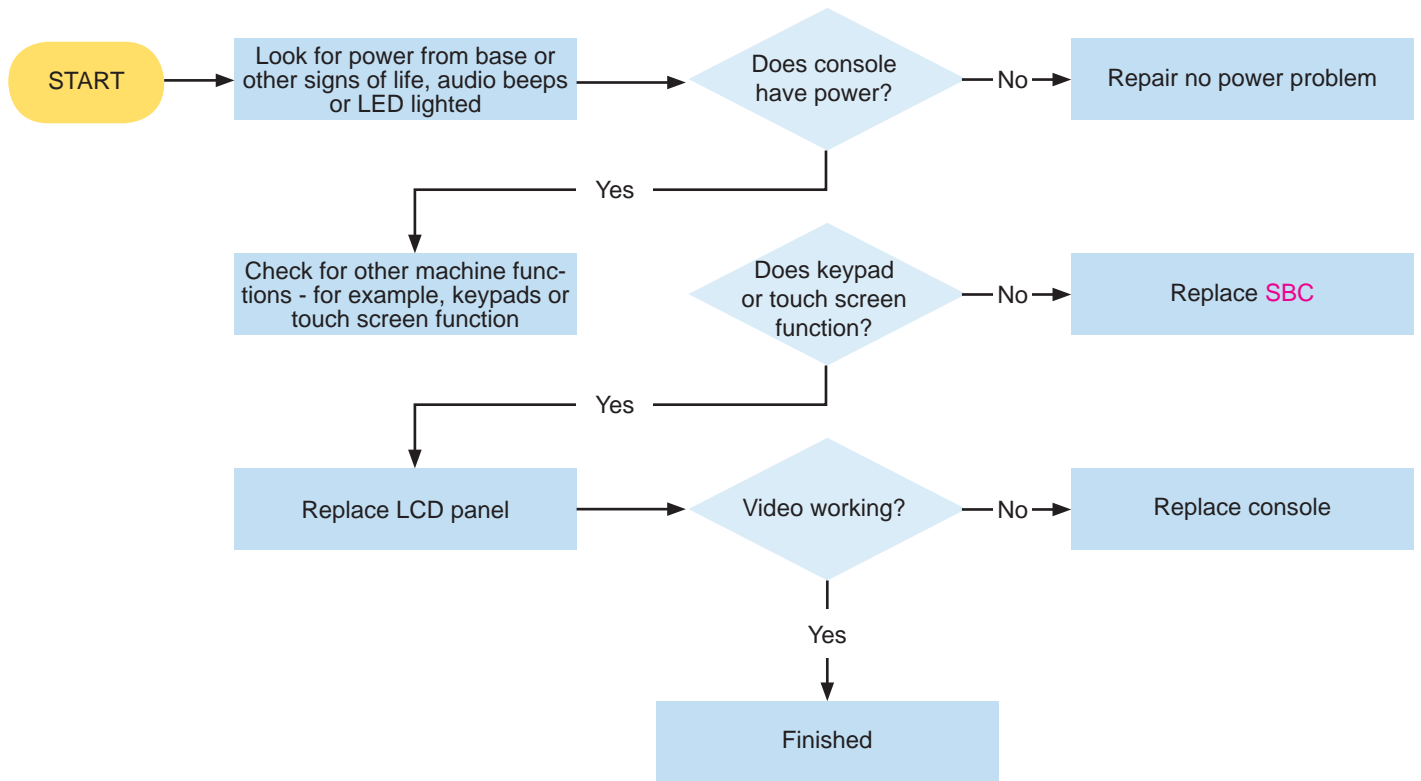 START
Look for power from base or
other signs of life, audio beeps
or LED lighted
Does console
have power?
No
Repair no power problem
Yes
Check for other machine func-
tions - for example, keypads or
touch screen function
Does keypad
or touch screen
function?
No
Replace SBC
Yes
Replace LCD panel
Video working?
No
Replace console
Yes
Finished